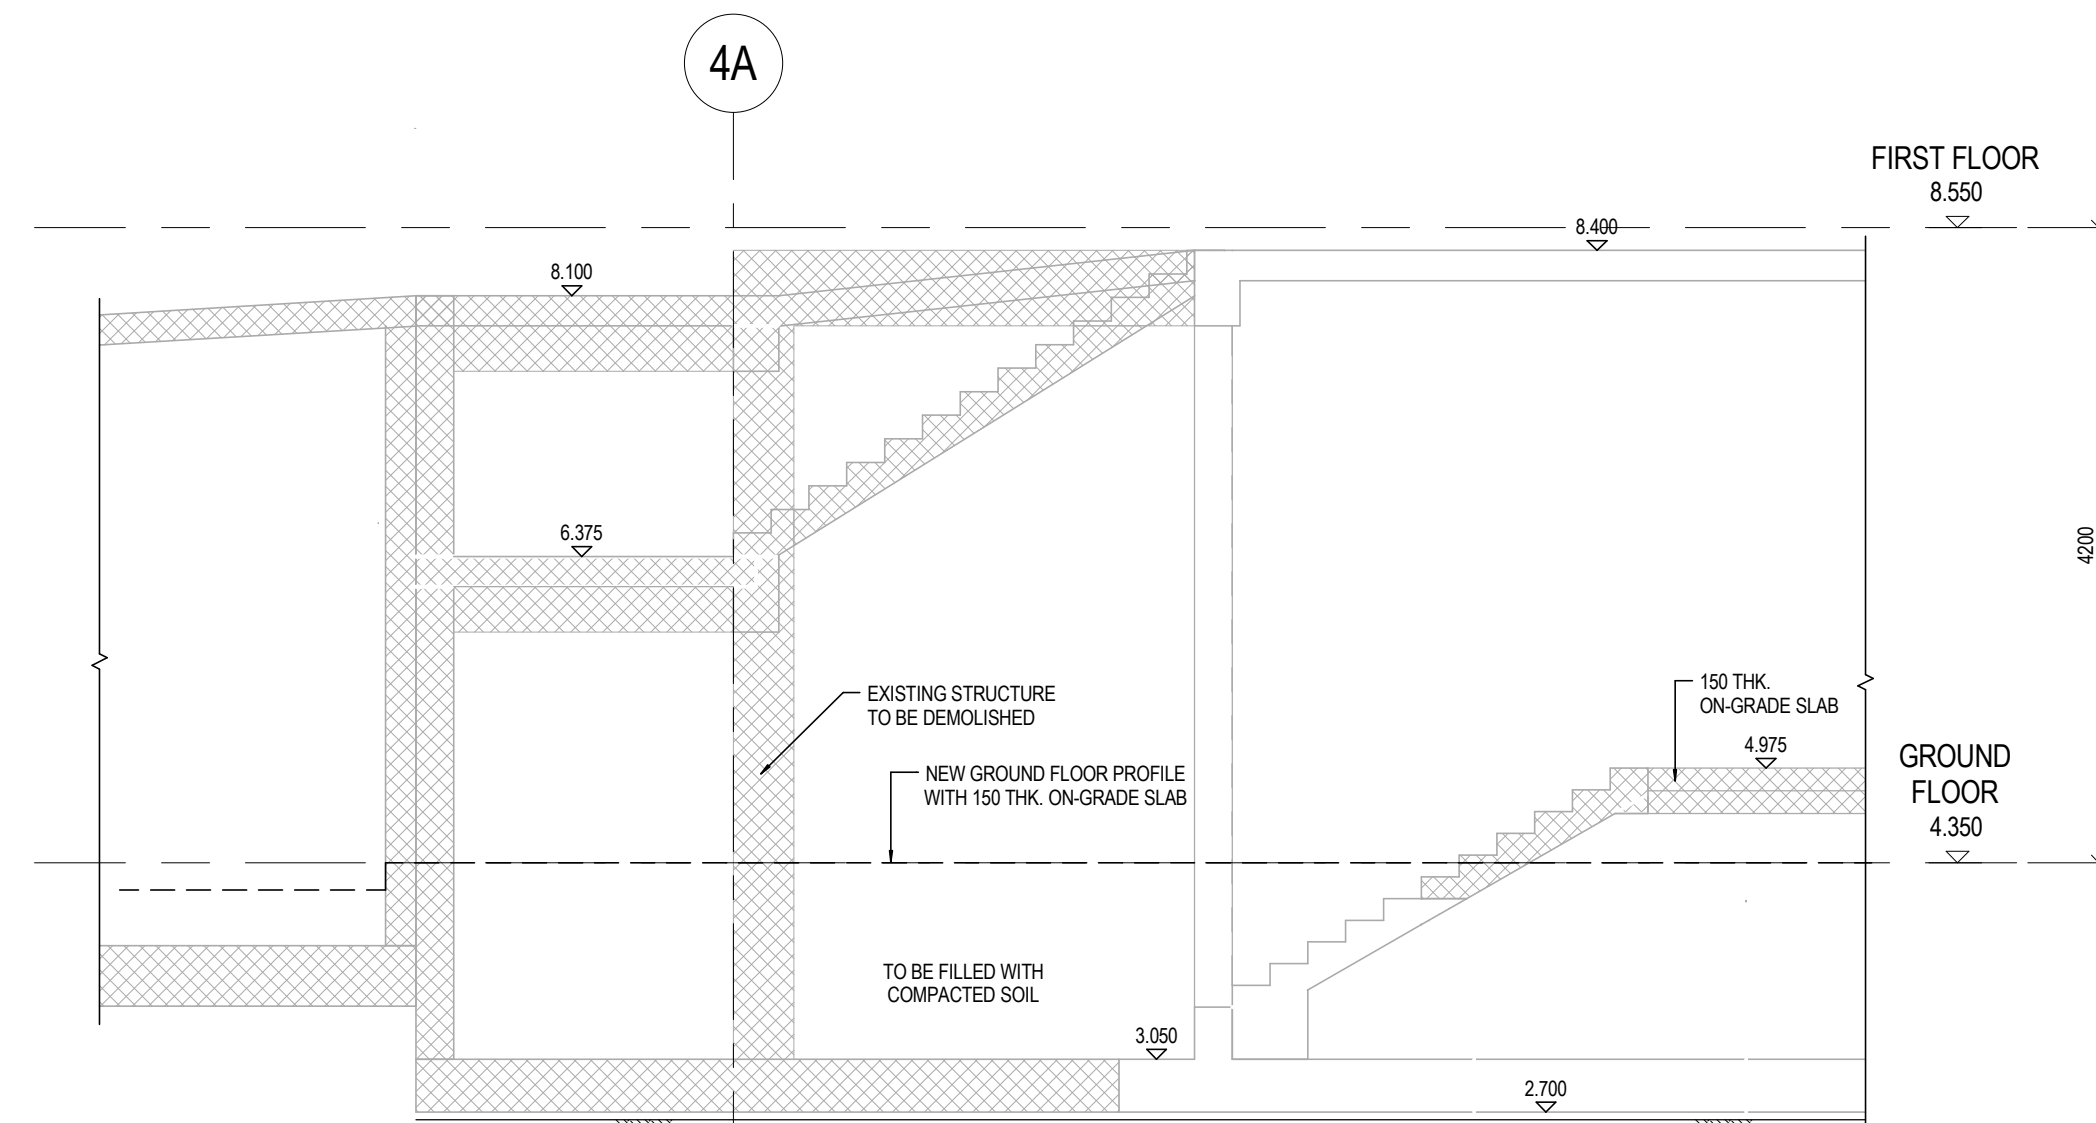 4A
FIRST FLOOR
8.550
8.400
8.100
6.375
4200
EXISTING STRUCTURE
TO BE DEMOLISHED
150 THK.
ON-GRADE SLAB
4.975
NEW GROUND FLOOR PROFILE
WITH 150 THK. ON-GRADE SLAB
GROUND
FLOOR
4.350
TO BE FILLED WITH
COMPACTED SOIL
3.050
2.700